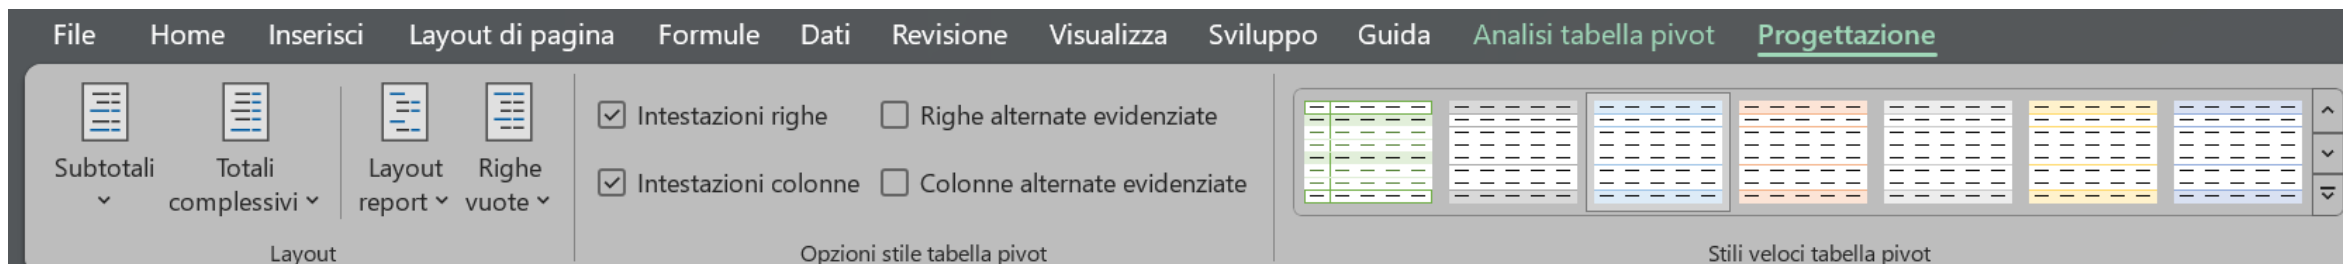 File Home Inserisci Layout di pagina Formule Dati Revisione Visualizza Sviluppo Guida Analisi tabella pivot Progettazione
Subtotali
Totali
complessivi
Layout
report
Righe
vuote
Layout
Intestazioni righe
Righe alternate evidenziate
Intestazioni colonne
Colonne alternate evidenziate
Opzioni stile tabella pivot
Stili veloci tabella pivot